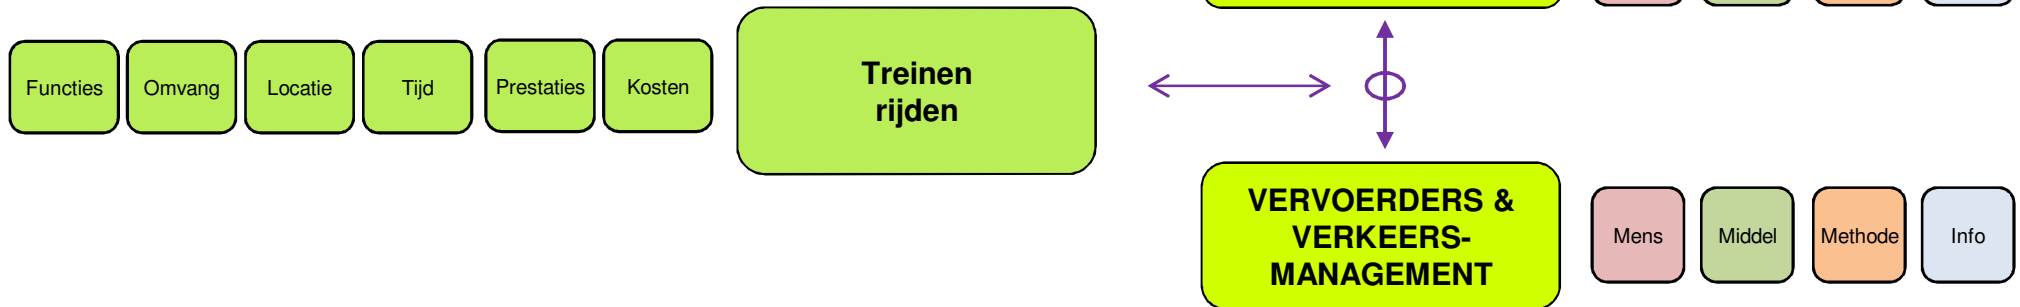 Functies
Omvang
Locatie
Tijd
Prestaties
Kosten
Treinen
rijden
VERVOERDERS &
VERKEERS-
MANAGEMENT
Mens
Middel
Methode
Info